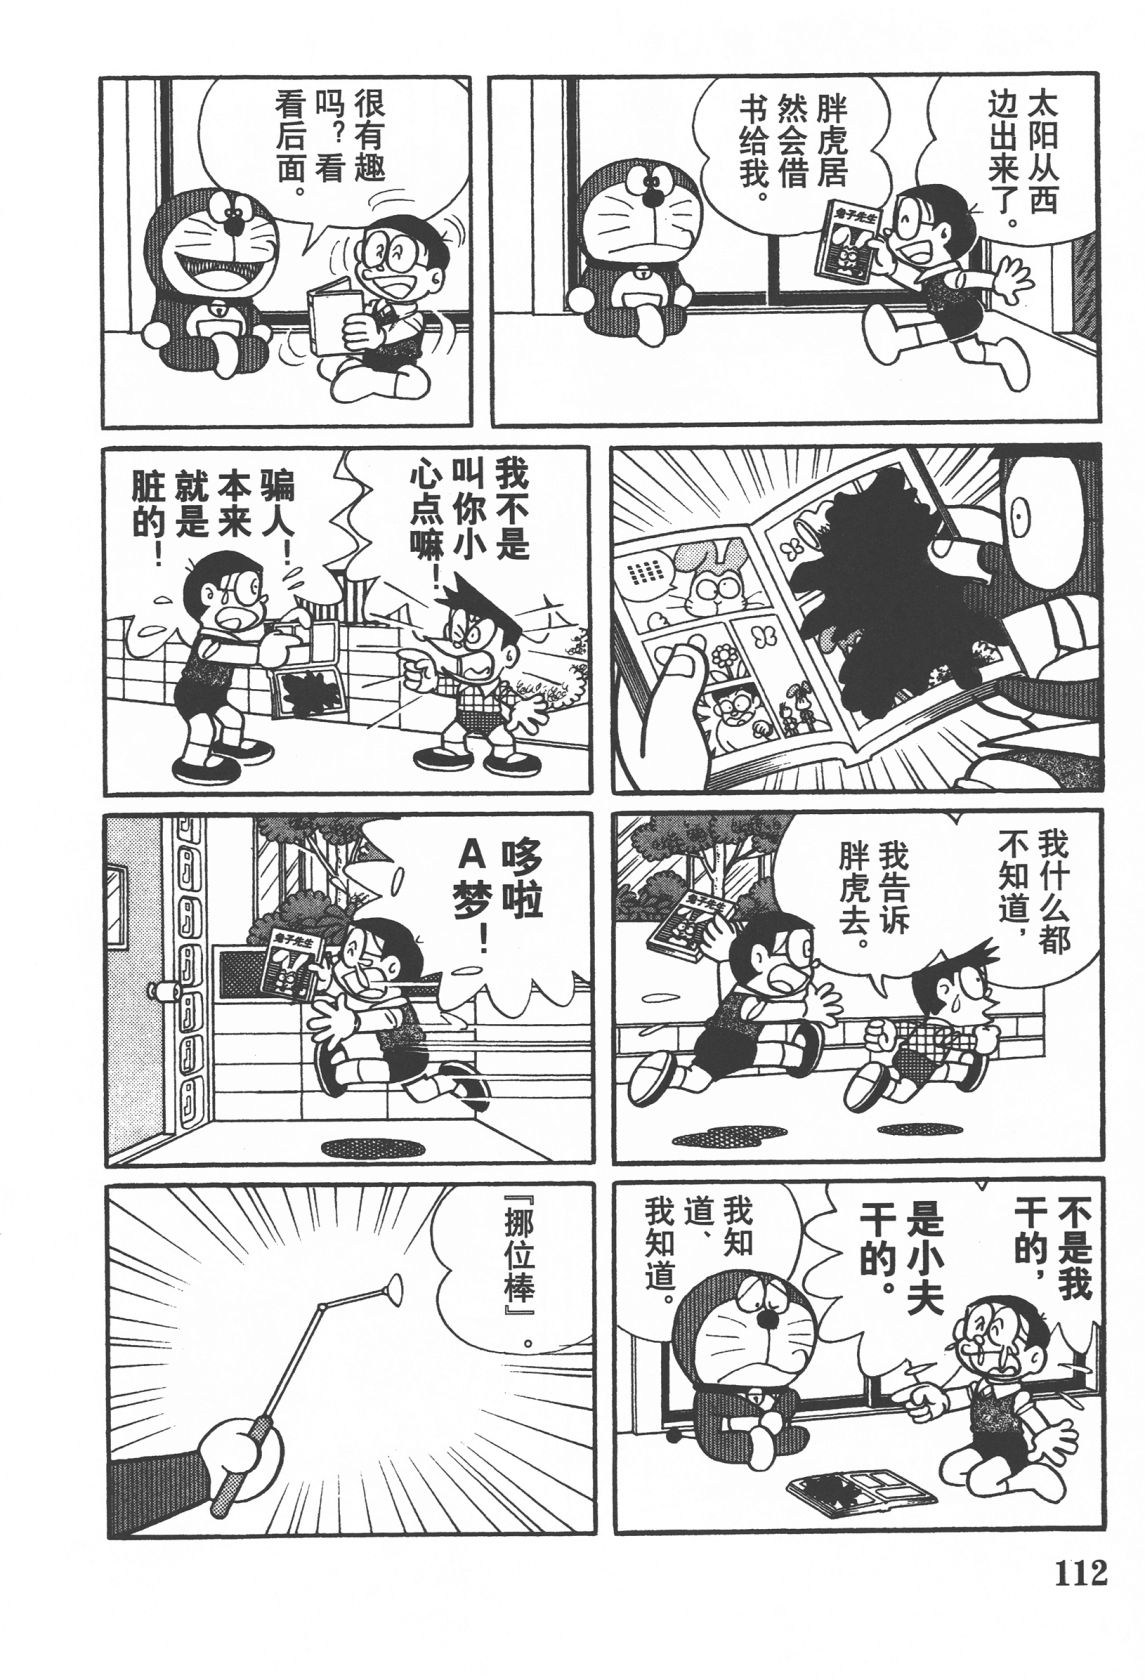 太阳从西
边出来了。
胖虎居
然会借
书给我。
兔子先生
很有趣
吗？看
看后面。
我不是
叫你小
心点嘛！
骗人！
本来
就是
脏的！
我什么都
不知道，
我告诉
胖虎去。
兔子先生
哆啦
A梦！
兔子先生
不是我
干的，
是小夫
干的。
我知
道、
我知道。
『挪位棒』。
112